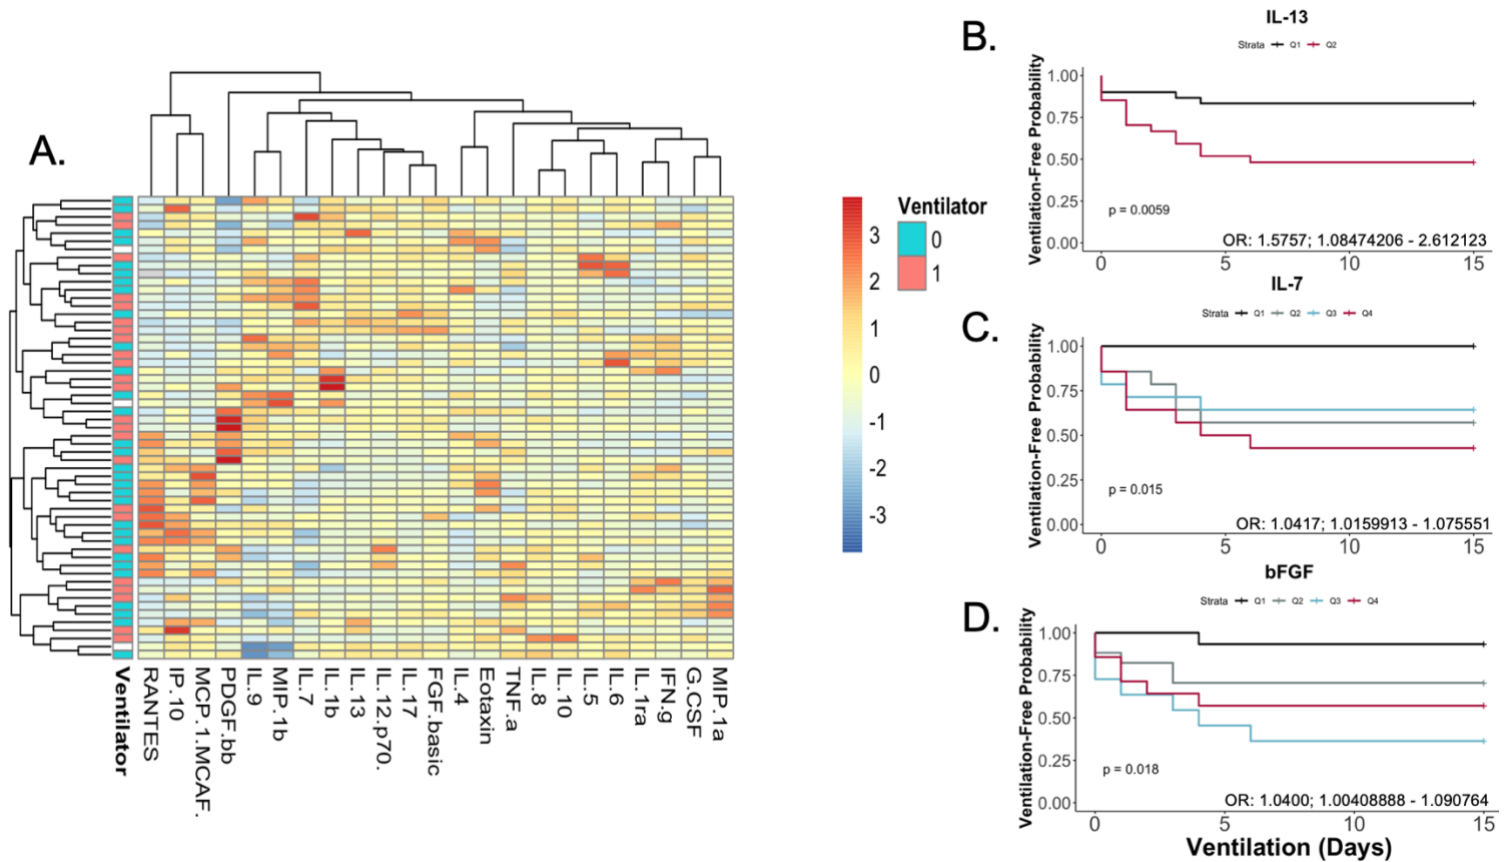 A.
Ventilator
RANTES
IP.10
MCP.1.MCAF.
PDGF.bb
IL.9
MIP.1b
IL.7
IL.1b
IL.13
IL.12.p70.
IL.17
FGF.basic
IL.4
Eotaxin
TNF.a
IL.8
IL.10
IL.5
IL.6
IL.1ra
IFN.g
G.CSF
MIP.1a
3
2
1
0
-1
-2
-3
Ventilator
0
1
B.
IL-13
Strata Q1 Q2
Ventilation-Free Probability
1.00
0.75
0.50
0.25
0.00
p = 0.0059
OR: 1.5757; 1.08474206 - 2.612123
0 5 10 15
C.
IL-7
Strata Q1 Q2 Q3 Q4
Ventilation-Free Probability
1.00
0.75
0.50
0.25
0.00
p = 0.015
OR: 1.0417; 1.0159913 - 1.075551
0 5 10 15
D.
bFGF
Strata Q1 Q2 Q3 Q4
Ventilation-Free Probability
1.00
0.75
0.50
0.25
0.00
p = 0.018
OR: 1.0400; 1.00408888 - 1.090764
0 5 10 15
Ventilation (Days)